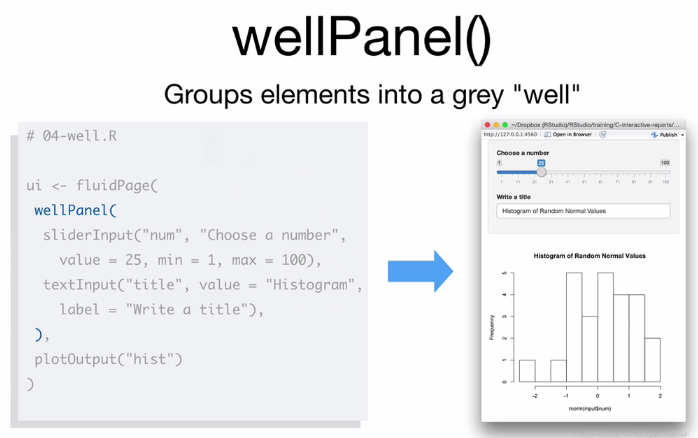 wellPanel()
Groups elements into a grey "well"
# 04-well.R
ui <- fluidPage(
wellPanel(
sliderInput("num", "Choose a number",
value = 25, min = 1, max = 100),
textInput("title", value = "Histogram",
label = "Write a title"),
),
plotOutput("hist")
)
~/Dropbox (RStudio)/RStudio/training/C-interactive-reports/...
http://127.0.0.1:4560 Open in Browser Publish
Choose a number
1 25 100
1 11 21 31 41 51 61 71 81 91 100
Write a title
Histogram of Random Normal Values
Histogram of Random Normal Values
Frequency
5
4
3
2
1
0
-2 -1 0 1 2
rnorm(input$num)